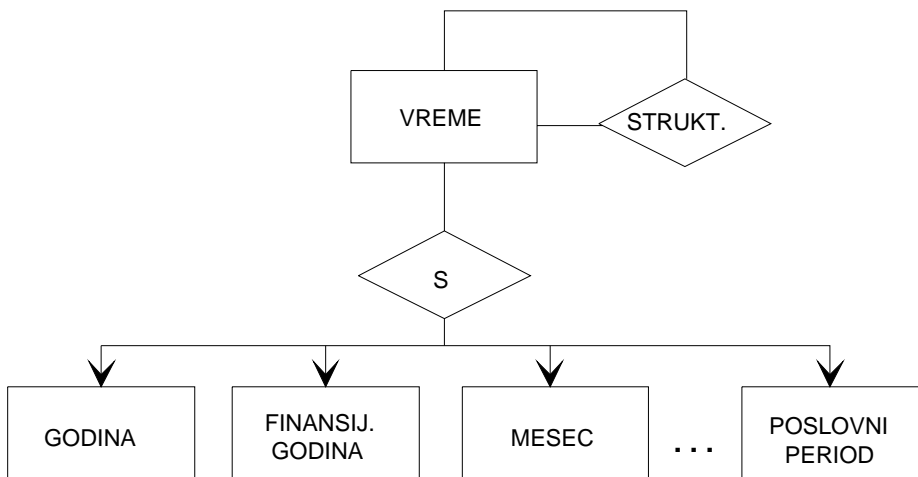 VREME
STRUKT.
S
GODINA
FINANSIJ.
GODINA
MESEC
. . .
POSLOVNI
PERIOD